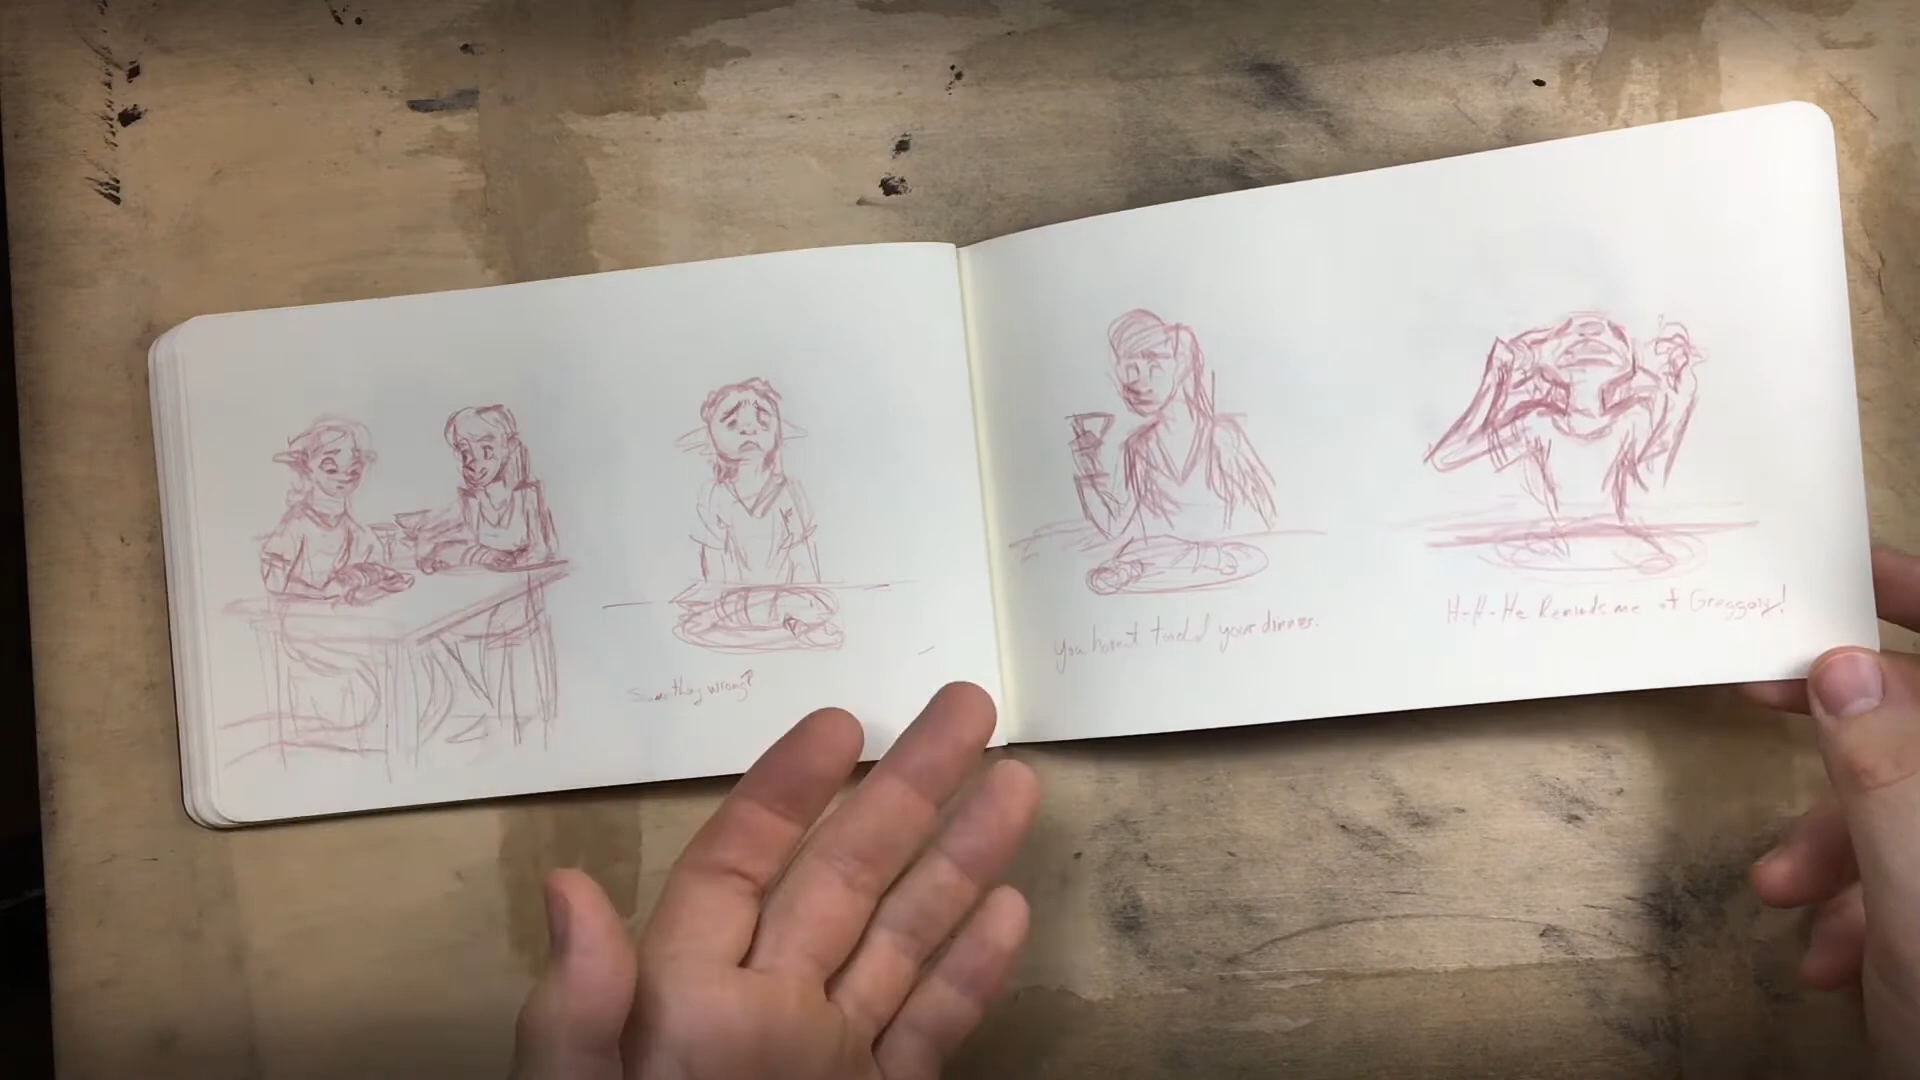 Something wrong?
you haven't touched your dinner.
H-H-He Reminds me of Greggory!